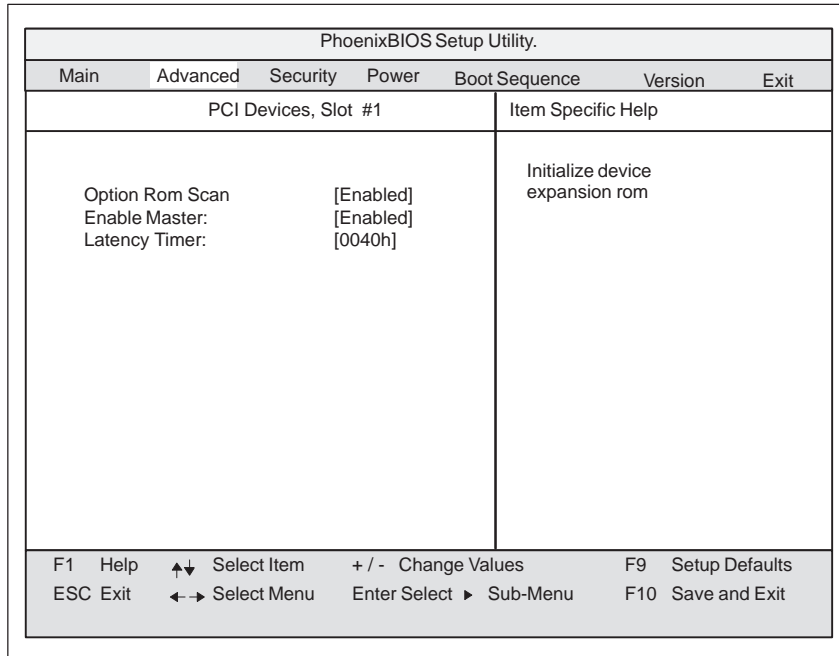 PhoenixBIOS Setup Utility.
Main Advanced Security Power Boot Sequence Version Exit
PCI Devices, Slot #1 Item Specific Help
Initialize device
expansion rom
Option Rom Scan [Enabled]
Enable Master: [Enabled]
Latency Timer: [0040h]
F1 Help Select Item + / - Change Values F9 Setup Defaults
ESC Exit Select Menu Enter Select Sub-Menu F10 Save and Exit